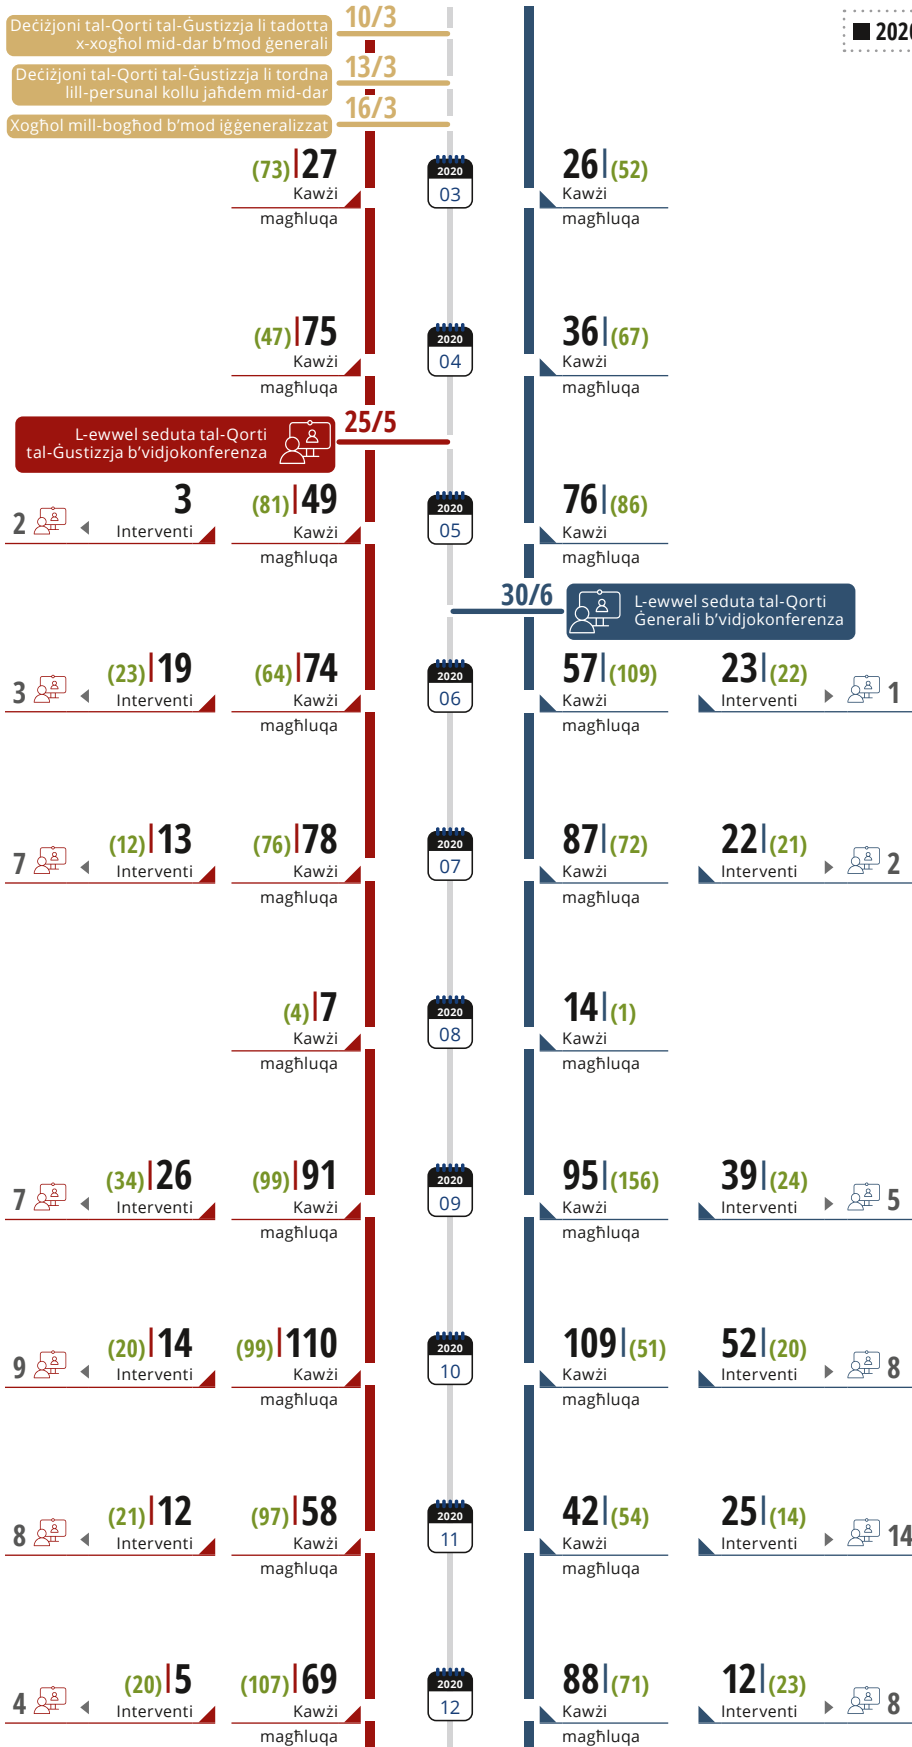 10/3
Deċiżjoni tal-Qorti tal-Ġustizzja li tadotta
x-xogħol mid-dar b'mod ġenerali
2020
13/3
Deċiżjoni tal-Qorti tal-Ġustizzja li tordna
lill-persunal kollu jaħdem mid-dar
16/3
Xogħol mill-bogħod b'mod iġġeneralizzat
(73) 27
Kawżi
magħluqa
2020
03
26 (52)
Kawżi
magħluqa
(47) 75
Kawżi
magħluqa
2020
04
36 (67)
Kawżi
magħluqa
25/5
L-ewwel seduta tal-Qorti
tal-Ġustizzja b'vidjokonferenza
2
3
Interventi
(81) 49
Kawżi
magħluqa
2020
05
76 (86)
Kawżi
magħluqa
30/6
L-ewwel seduta tal-Qorti
Ġenerali b'vidjokonferenza
3
(23) 19
Interventi
(64) 74
Kawżi
magħluqa
2020
06
57 (109)
Kawżi
magħluqa
23 (22)
Interventi
1
7
(12) 13
Interventi
(76) 78
Kawżi
magħluqa
2020
07
87 (72)
Kawżi
magħluqa
22 (21)
Interventi
2
(4) 7
Kawżi
magħluqa
2020
08
14 (1)
Kawżi
magħluqa
7
(34) 26
Interventi
(99) 91
Kawżi
magħluqa
2020
09
95 (156)
Kawżi
magħluqa
39 (24)
Interventi
5
9
(20) 14
Interventi
(99) 110
Kawżi
magħluqa
2020
10
109 (51)
Kawżi
magħluqa
52 (20)
Interventi
8
8
(21) 12
Interventi
(97) 58
Kawżi
magħluqa
2020
11
42 (54)
Kawżi
magħluqa
25 (14)
Interventi
14
4
(20) 5
Interventi
(107) 69
Kawżi
magħluqa
2020
12
88 (71)
Kawżi
magħluqa
12 (23)
Interventi
8